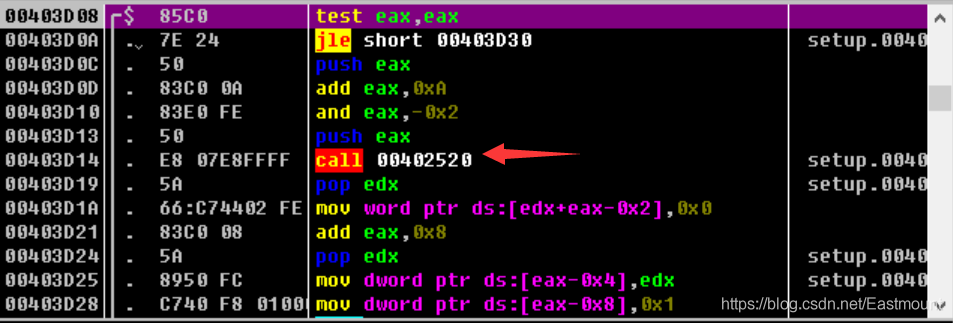 00403D08 $ 85C0 test eax,eax
00403D0A . 7E 24 jle short 00403D30 setup.0040
00403D0C . 50 push eax
00403D0D . 83C0 0A add eax,0xA
00403D10 . 83E0 FE and eax,-0x2
00403D13 . 50 push eax
00403D14 . E8 07E8FFFF call 00402520 setup.0040
00403D19 . 5A pop edx setup.0040
00403D1A . 66:C74402 FE mov word ptr ds:[edx+eax-0x2],0x0
00403D21 . 83C0 08 add eax,0x8
00403D24 . 5A pop edx setup.0040
00403D25 . 8950 FC mov dword ptr ds:[eax-0x4],edx setup.0040
00403D28 . C740 F8 0100 mov dword ptr ds:[eax-0x8],0x1
https://blog.csdn.net/Eastmount